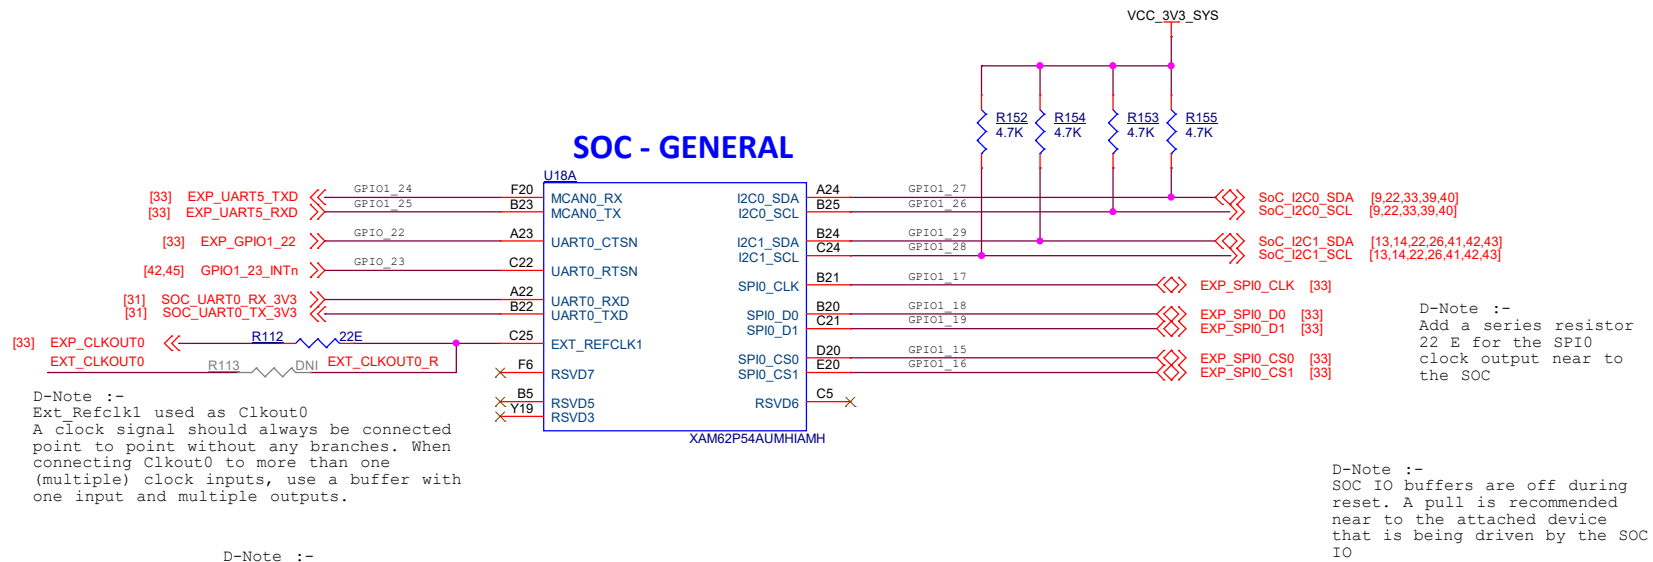 VCC_3V3_SYS
R152
4.7K
R154
4.7K
R153
4.7K
R155
4.7K
SOC - GENERAL
U18A
[33] EXP_UART5_TXD
GPIO1_24
F20
MCAN0_RX
[33] EXP_UART5_RXD
GPIO1_25
B23
MCAN0_TX
[33] EXP_GPIO1_22
GPIO_22
A23
UART0_CTSN
[42,45] GPIO1_23_INTn
GPIO_23
C22
UART0_RTSN
[31] SOC_UART0_RX_3V3
A22
UART0_RXD
[31] SOC_UART0_TX_3V3
B22
UART0_TXD
[33] EXP_CLKOUT0
R112
22E
C25
EXT_REFCLK1
EXT_CLKOUT0
R113
DNI
EXT_CLKOUT0_R
F6
RSVD7
B5
RSVD5
Y19
RSVD3
I2C0_SDA
A24
GPIO1_27
SoC_I2C0_SDA [9,22,33,39,40]
I2C0_SCL
B25
GPIO1_26
SoC_I2C0_SCL [9,22,33,39,40]
I2C1_SDA
B24
GPIO1_29
SoC_I2C1_SDA [13,14,22,26,41,42,43]
I2C1_SCL
C24
GPIO1_28
SoC_I2C1_SCL [13,14,22,26,41,42,43]
SPI0_CLK
B21
GPIO1_17
EXP_SPI0_CLK [33]
SPI0_D0
B20
GPIO1_18
EXP_SPI0_D0 [33]
SPI0_D1
C21
GPIO1_19
EXP_SPI0_D1 [33]
SPI0_CS0
D20
GPIO1_15
EXP_SPI0_CS0 [33]
SPI0_CS1
E20
GPIO1_16
EXP_SPI0_CS1 [33]
RSVD6
C5
XAM62P54AUMHIAMH
D-Note :-
Add a series resistor
22 E for the SPI0
clock output near to
the SOC
D-Note :-
Ext_Refclk1 used as Clkout0
A clock signal should always be connected
point to point without any branches. When
connecting Clkout0 to more than one
(multiple) clock inputs, use a buffer with
one input and multiple outputs.
D-Note :-
SOC IO buffers are off during
reset. A pull is recommended
near to the attached device
that is being driven by the SOC
IO
D-Note :-